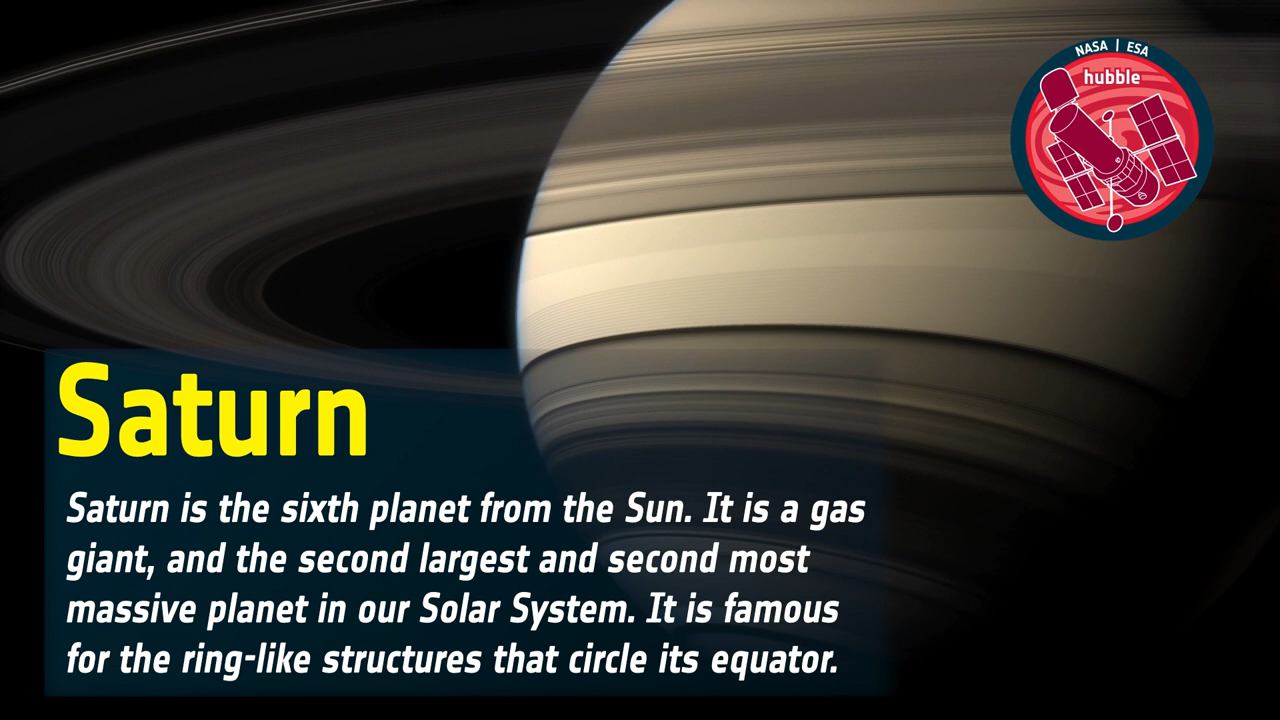 NASA | ESA
hubble
Saturn
Saturn is the sixth planet from the Sun. It is a gas
giant, and the second largest and second most
massive planet in our Solar System. It is famous
for the ring-like structures that circle its equator.